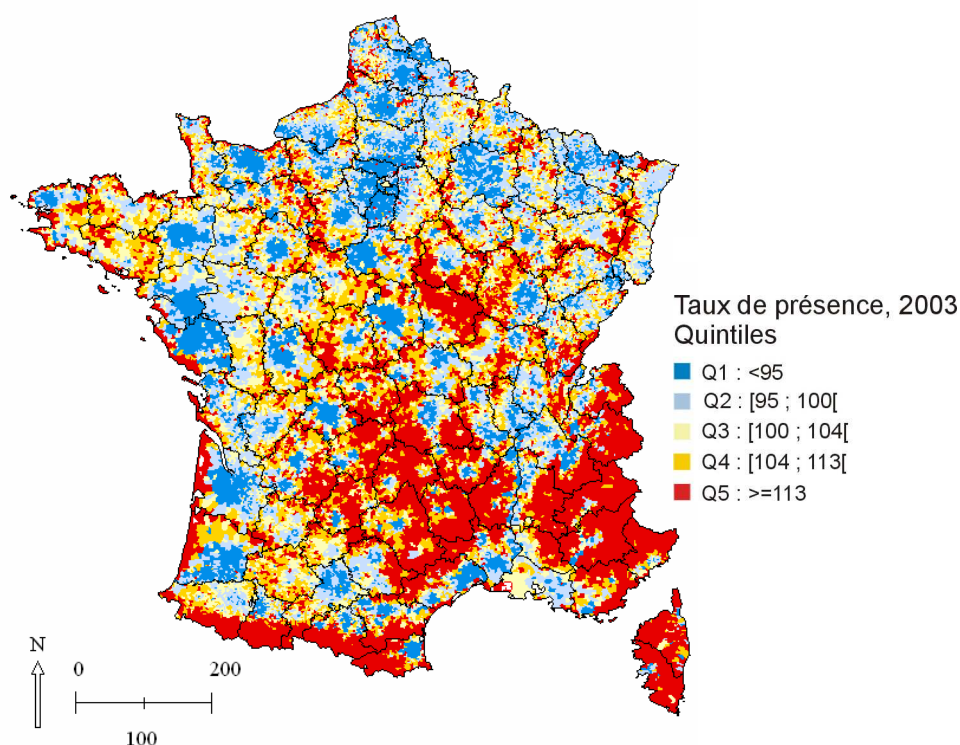 Taux de présence, 2003
Quintiles
Q1 : <95
Q2 : [95 ; 100[
Q3 : [100 ; 104[
Q4 : [104 ; 113[
Q5 : >=113
N
0 200
100